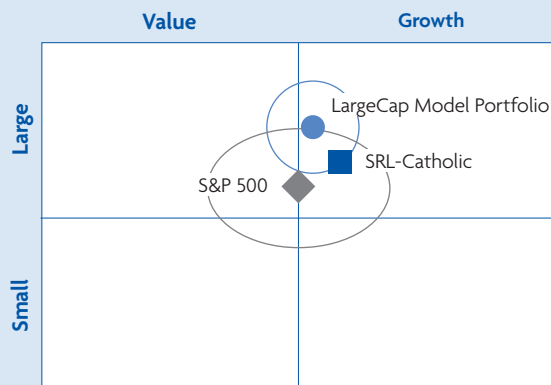 Value
Growth
Large
LargeCap Model Portfolio
SRL-Catholic
S&P 500
Small